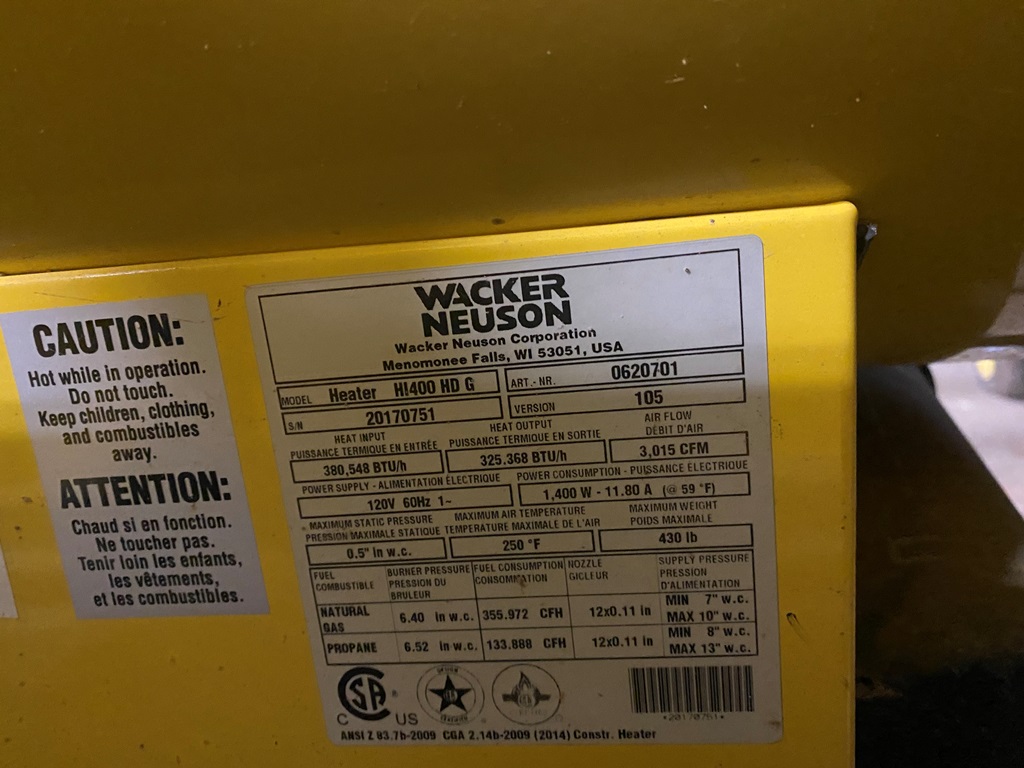 CAUTION:
Hot while in operation.
Do not touch.
Keep children, clothing,
and combustibles
away.
ATTENTION:
Chaud si en fonction.
Ne toucher pas.
Tenir loin les enfants,
les vêtements,
et les combustibles.
WACKER
NEUSON
Wacker Neuson Corporation
Menomonee Falls, WI 53051, USA
MODEL Heater HI400 HD G
ART.- NR. 0620701
S/N 20170751
VERSION 105
HEAT INPUT
PUISSANCE TERMIQUE EN ENTRÉE
380,548 BTU/h
HEAT OUTPUT
PUISSANCE TERMIQUE EN SORTIE
325.368 BTU/h
AIR FLOW
DÉBIT D'AIR
3,015 CFM
POWER SUPPLY - ALIMENTATION ÉLECTRIQUE
120V 60Hz 1~
POWER CONSUMPTION - PUISSANCE ÉLECTRIQUE
1,400 W - 11.80 A (@ 59 °F)
MAXIMUM STATIC PRESSURE
PRESSION MAXIMALE STATIQUE
0.5" in w.c.
MAXIMUM AIR TEMPERATURE
TEMPERATURE MAXIMALE DE L'AIR
250 °F
MAXIMUM WEIGHT
POIDS MAXIMALE
430 lb
FUEL
COMBUSTIBLE
BURNER PRESSURE
PRESSION DU
BRULEUR
FUEL CONSUMPTION
CONSOMMATION
NOZZLE
GICLEUR
SUPPLY PRESSURE
PRESSION
D'ALIMENTATION
NATURAL
GAS
6.40 in w.c.
355.972 CFH
12x0.11 in
MIN 7" w.c.
MAX 10" w.c.
PROPANE
6.52 in w.c.
133.888 CFH
12x0.11 in
MIN 8" w.c.
MAX 13" w.c.
C SA US
*20170751*
ANSI Z 83.7b-2009 CGA 2.14b-2009 (2014) Constr. Heater